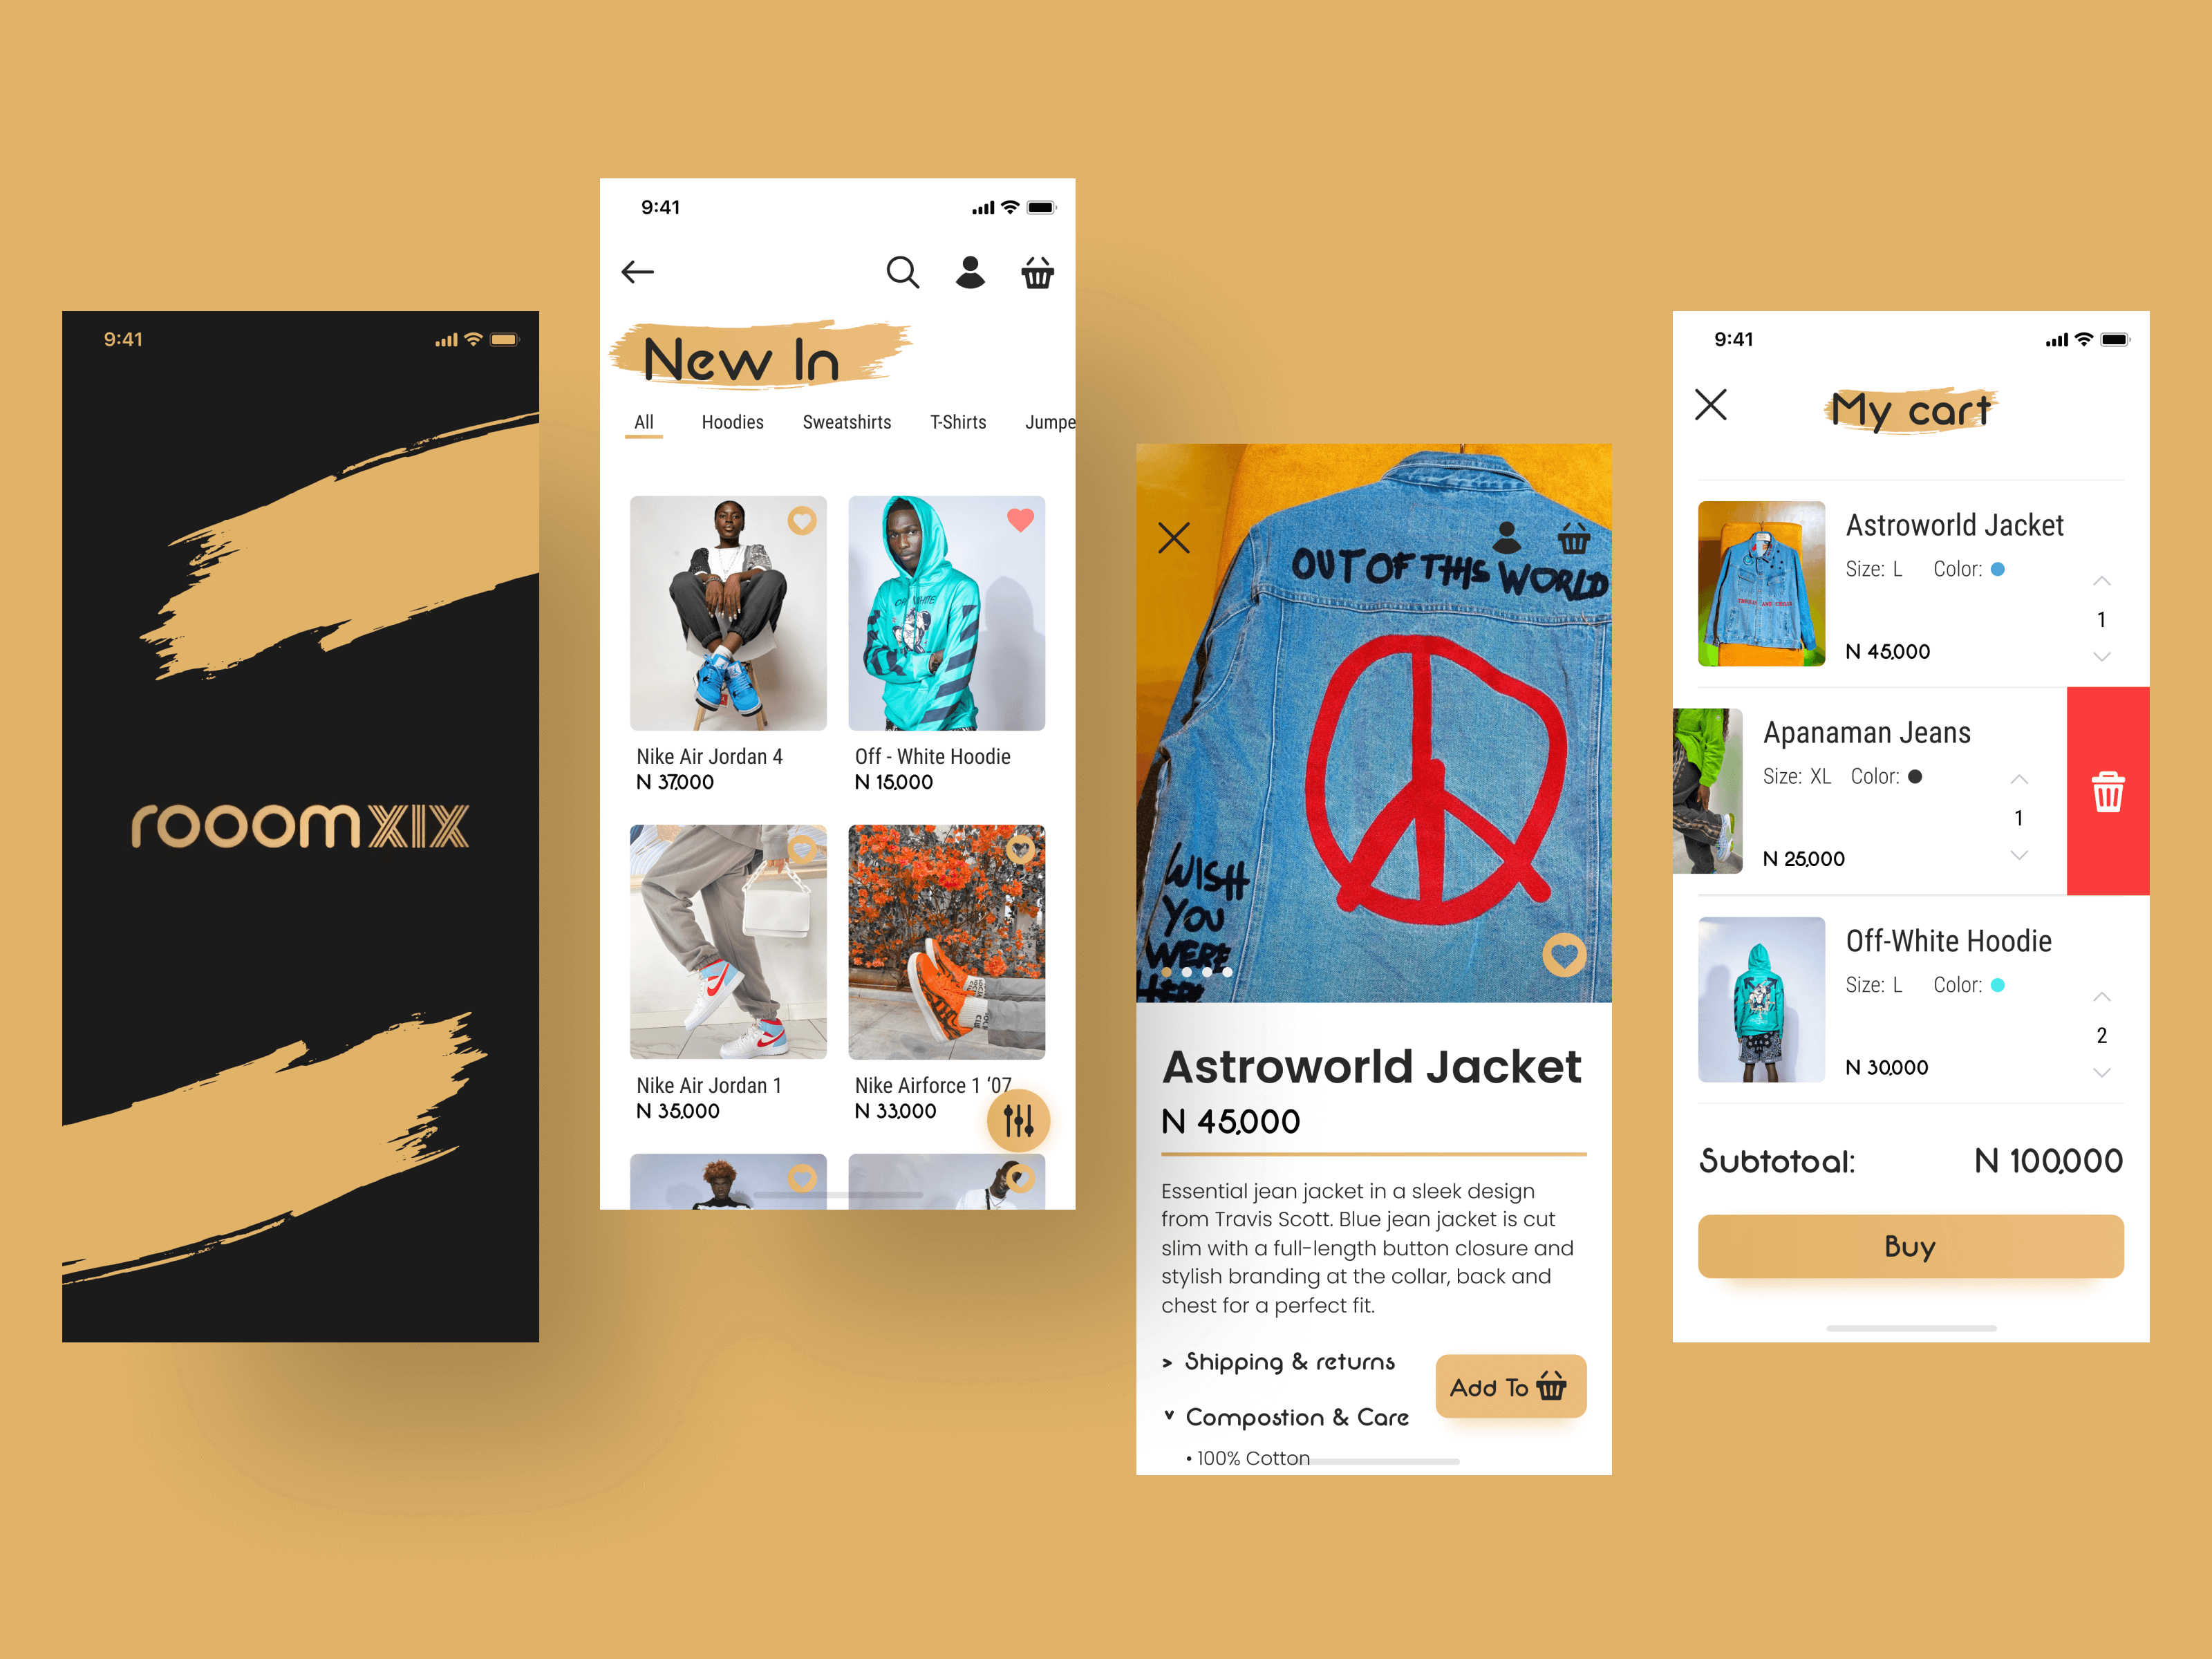 9:41
rooomXIX
9:41
New In
All Hoodies Sweatshirts T-Shirts Jumpe
OFF WHITE
Nike Air Jordan 4
N 37,000
Off - White Hoodie
N 15,000
Nike Air Jordan 1
N 35,000
Nike Airforce 1 ‘07
N 33,000
OUT OF THIS WORLD
WISH
YOU
WERE
HERE
Astroworld Jacket
N 45,000
Essential jean jacket in a sleek design
from Travis Scott. Blue jean jacket is cut
slim with a full-length button closure and
stylish branding at the collar, back and
chest for a perfect fit.
> Shipping & returns
Add To
v Compostion & Care
• 100% Cotton
9:41
My cart
Astroworld Jacket
Size: L Color:
1
N 45,000
Apanaman Jeans
Size: XL Color:
1
N 25,000
Off-White Hoodie
Size: L Color:
2
N 30,000
Subtotoal: N 100,000
Buy